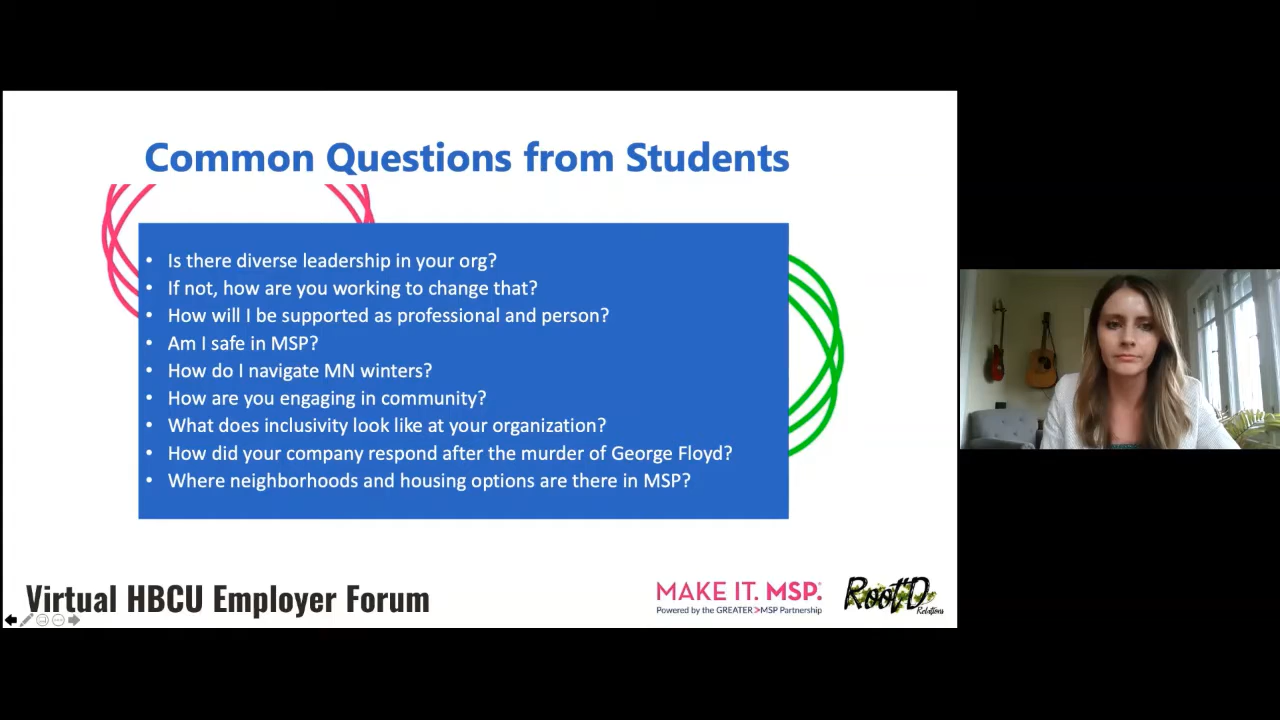 Common Questions from Students
• Is there diverse leadership in your org?
• If not, how are you working to change that?
• How will I be supported as professional and person?
• Am I safe in MSP?
• How do I navigate MN winters?
• How are you engaging in community?
• What does inclusivity look like at your organization?
• How did your company respond after the murder of George Floyd?
• Where neighborhoods and housing options are there in MSP?
Virtual HBCU Employer Forum
MAKE IT. MSP.
Powered by the GREATER >MSP Partnership
Root'D
Relations